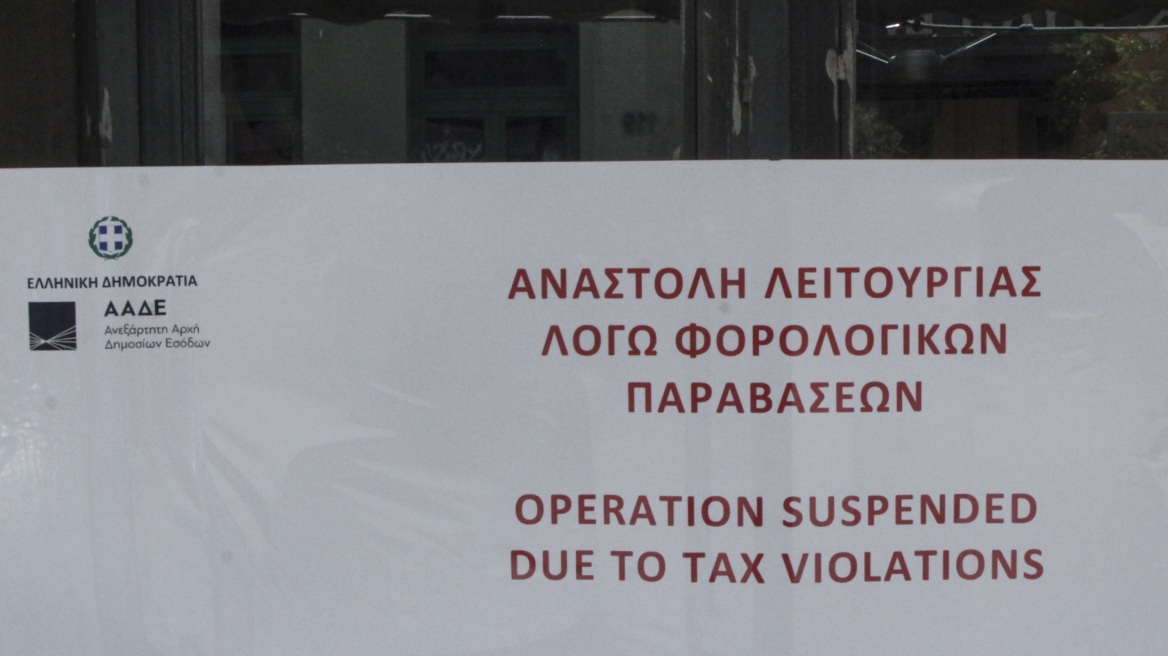 ΕΛΛΗΝΙΚΗ ΔΗΜΟΚΡΑΤΙΑ
ΑΑΔΕ
Ανεξάρτητη Αρχή
Δημοσίων Εσόδων
ΑΝΑΣΤΟΛΗ ΛΕΙΤΟΥΡΓΙΑΣ
ΛΟΓΩ ΦΟΡΟΛΟΓΙΚΩΝ
ΠΑΡΑΒΑΣΕΩΝ
OPERATION SUSPENDED
DUE TO TAX VIOLATIONS